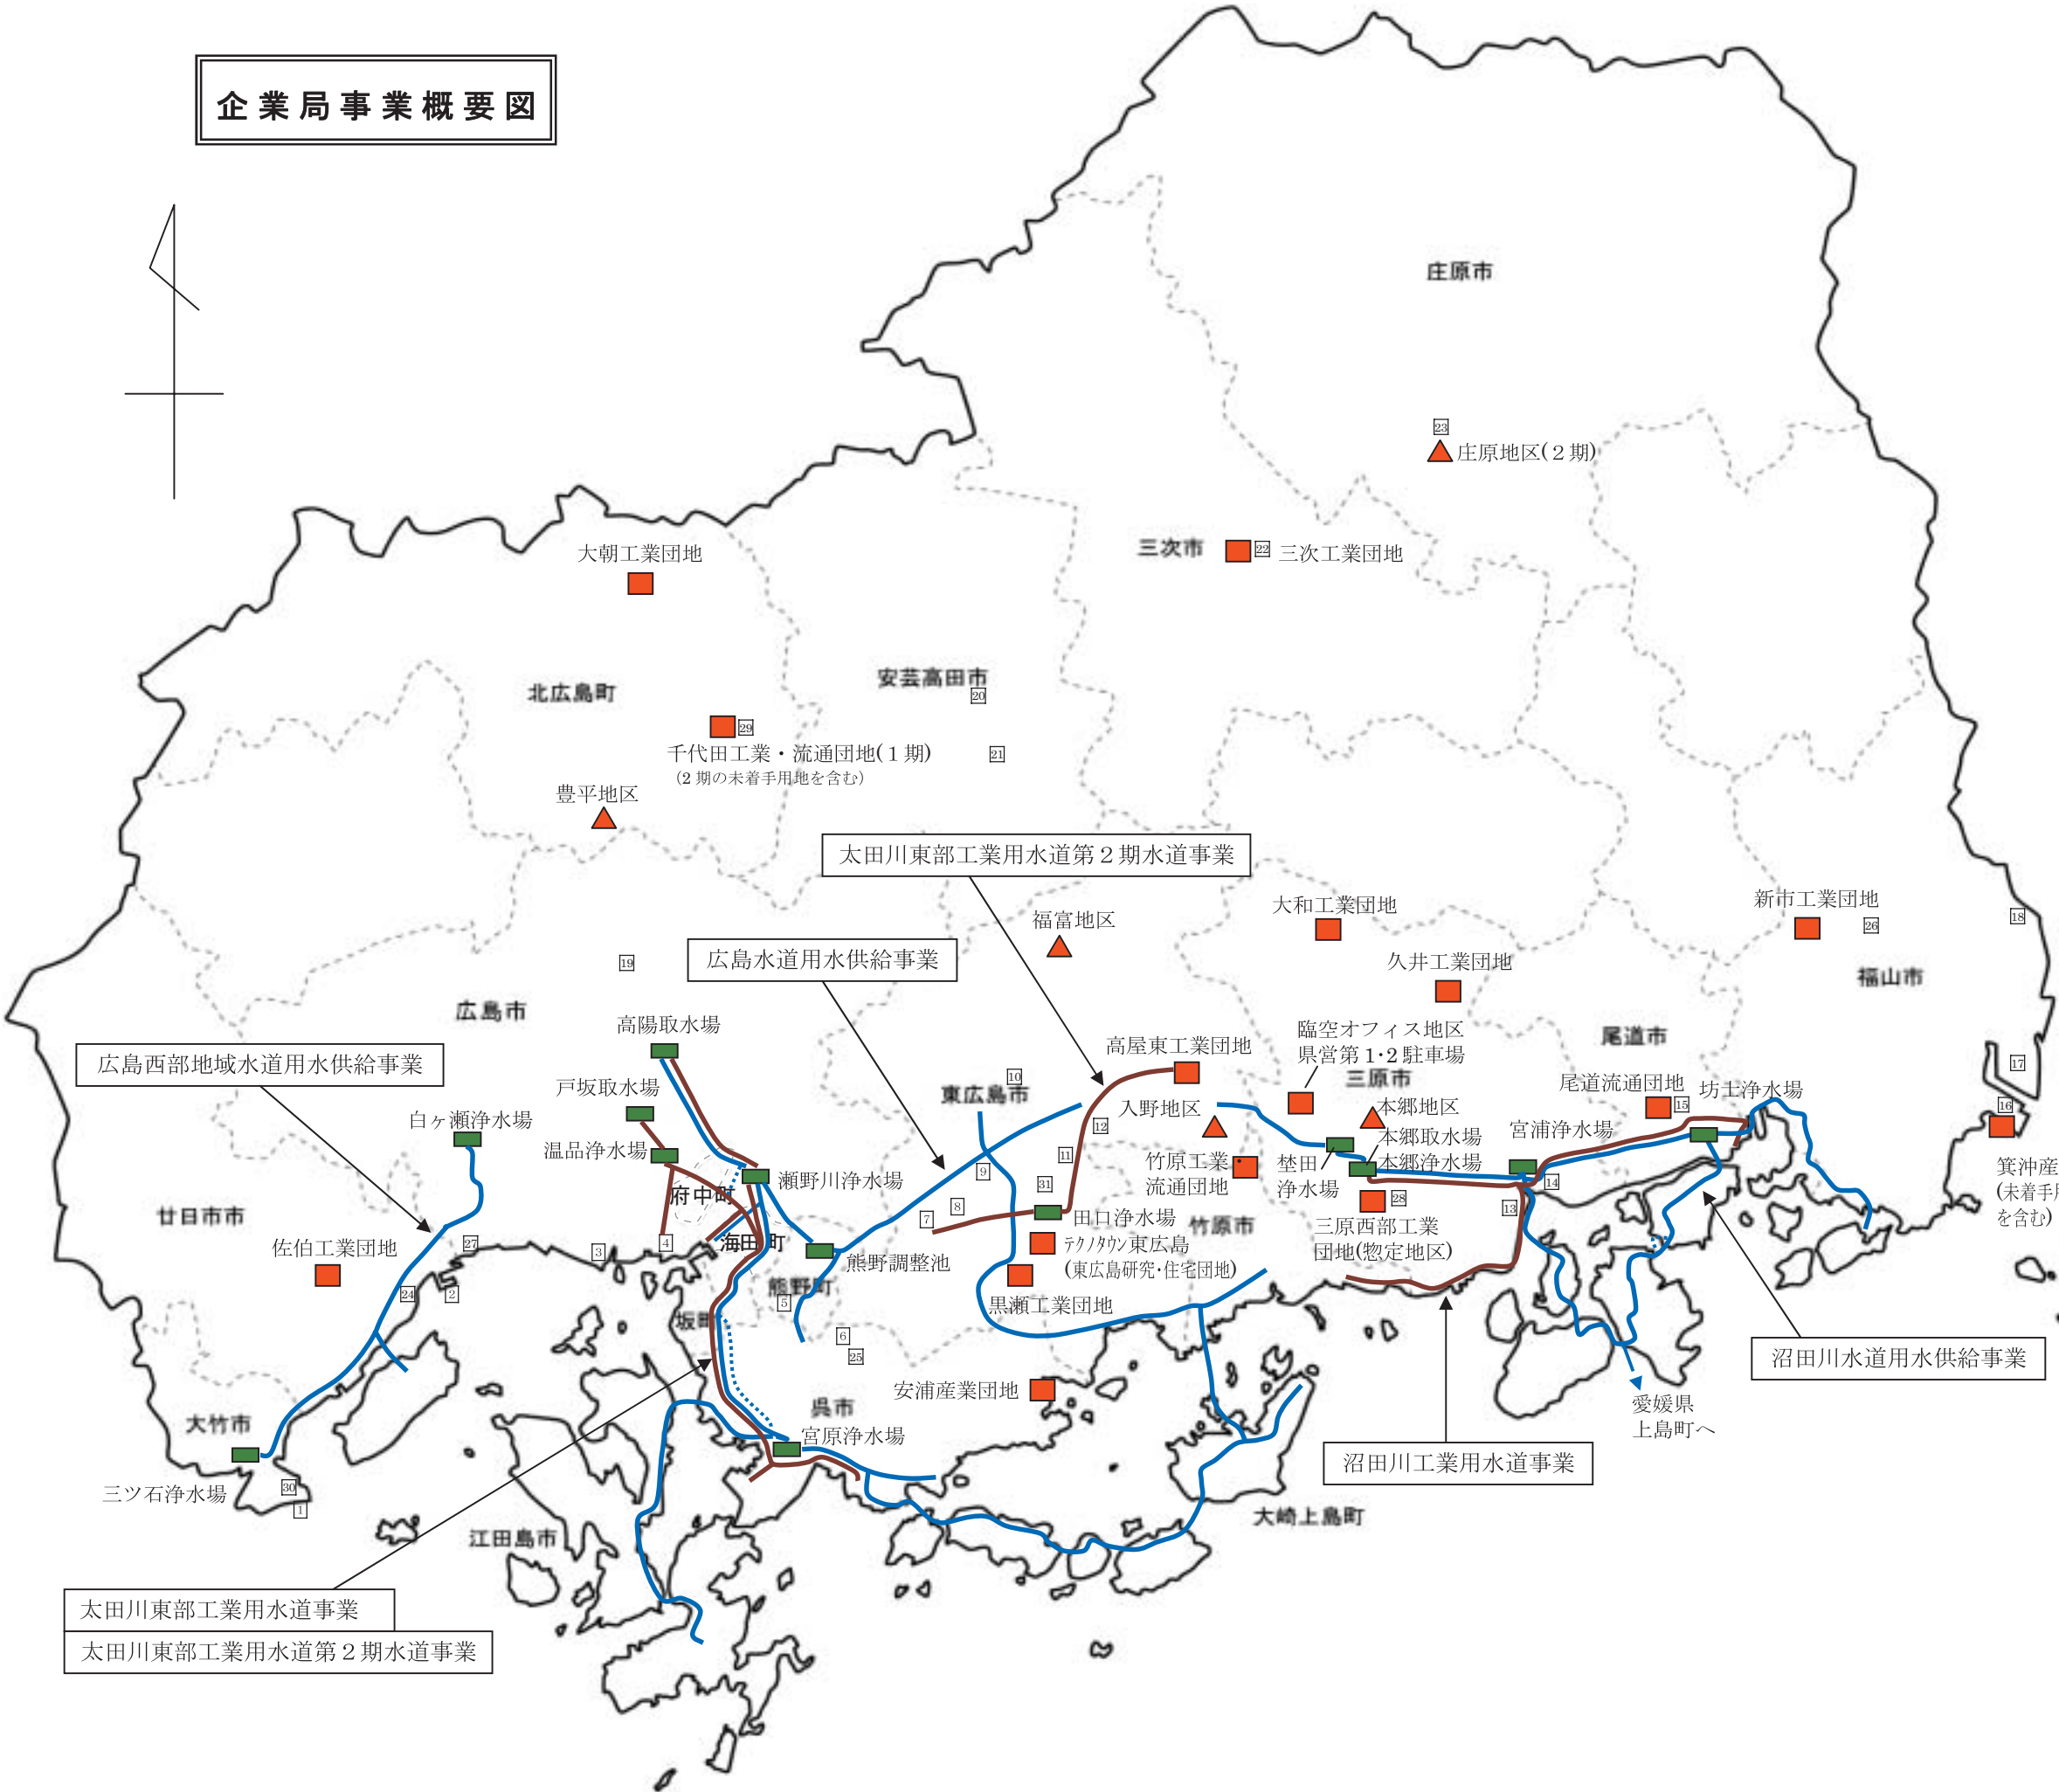 企業局事業概要図
庄原市
23
庄原地区(２期)
大朝工業団地
三次市
22
三次工業団地
北広島町
安芸高田市
20
29
千代田工業・流通団地(１期)
（2 期の未着手用地を含む）
21
豊平地区
太田川東部工業用水道第２期水道事業
福富地区
大和工業団地
新市工業団地
26
18
広島水道用水供給事業
19
久井工業団地
福山市
広島市
高陽取水場
臨空オフィス地区
県営第 1･2 駐車場
尾道市
高屋東工業団地
広島西部地域水道用水供給事業
戸坂取水場
10
東広島市
三原市
17
尾道流通団地
15
坊士浄水場
16
白ヶ瀬浄水場
入野地区
本郷地区
12
温品浄水場
本郷取水場
宮浦浄水場
本郷浄水場
11
9
竹原工業
流通団地
埜田
浄水場
瀬野川浄水場
31
府中町
14
28
13
箕沖産
(未着手用
を含む)
廿日市市
8
7
田口浄水場
竹原市
三原西部工業
団地(惣定地区)
佐伯工業団地
27
3
4
海田町
ﾃｸﾉﾀｳﾝ東広島
(東広島研究･住宅団地)
熊野調整池
24
2
熊野町
5
黒瀬工業団地
坂町
6
25
沼田川水道用水供給事業
安浦産業団地
愛媛県
上島町へ
大竹市
呉市
宮原浄水場
沼田川工業用水道事業
三ツ石浄水場
30
1
大崎上島町
江田島市
太田川東部工業用水道事業
太田川東部工業用水道第２期水道事業